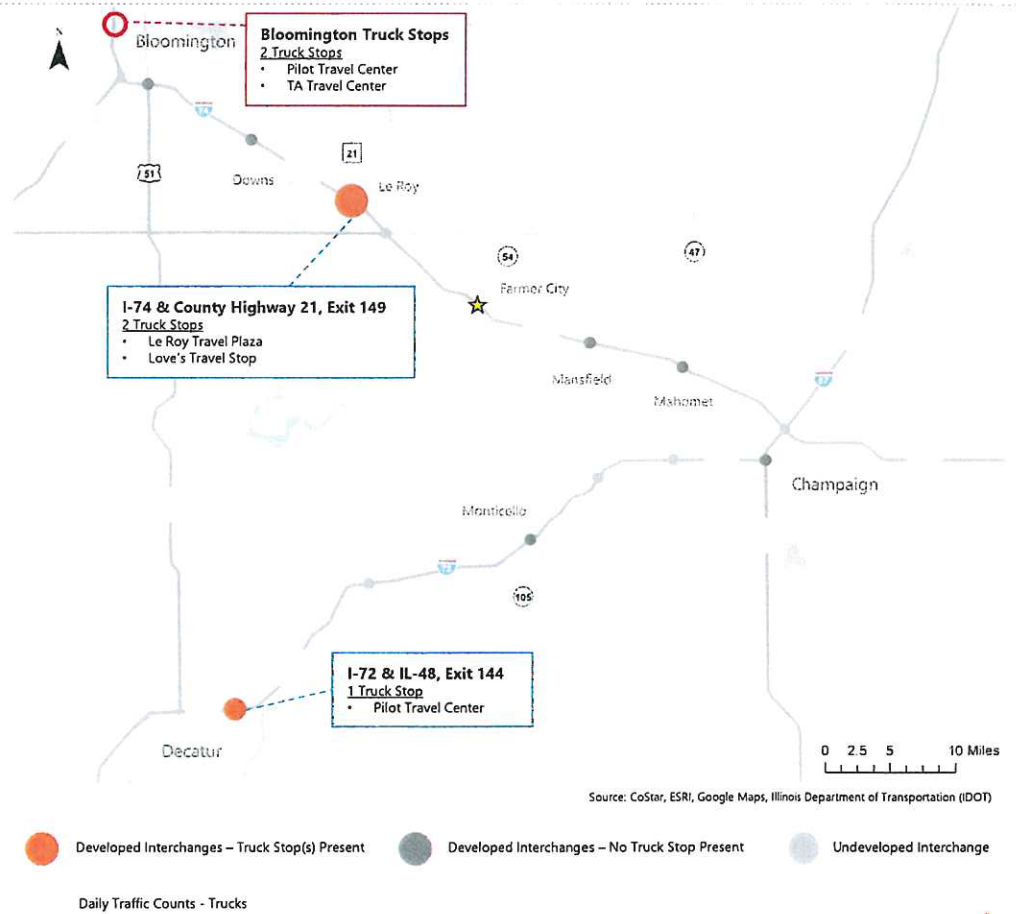 N
Bloomington
Bloomington Truck Stops
2 Truck Stops
• Pilot Travel Center
• TA Travel Center
74
51
Downs
21
Le Roy
54
47
Farmer City
I-74 & County Highway 21, Exit 149
2 Truck Stops
• Le Roy Travel Plaza
• Love's Travel Stop
Mansfield
Mahomet
57
Champaign
Monticello
72
105
I-72 & IL-48, Exit 144
1 Truck Stop
• Pilot Travel Center
Decatur
0 2.5 5 10 Miles
Source: CoStar, ESRI, Google Maps, Illinois Department of Transportation (IDOT)
Developed Interchanges – Truck Stop(s) Present
Developed Interchanges – No Truck Stop Present
Undeveloped Interchange
Daily Traffic Counts - Trucks